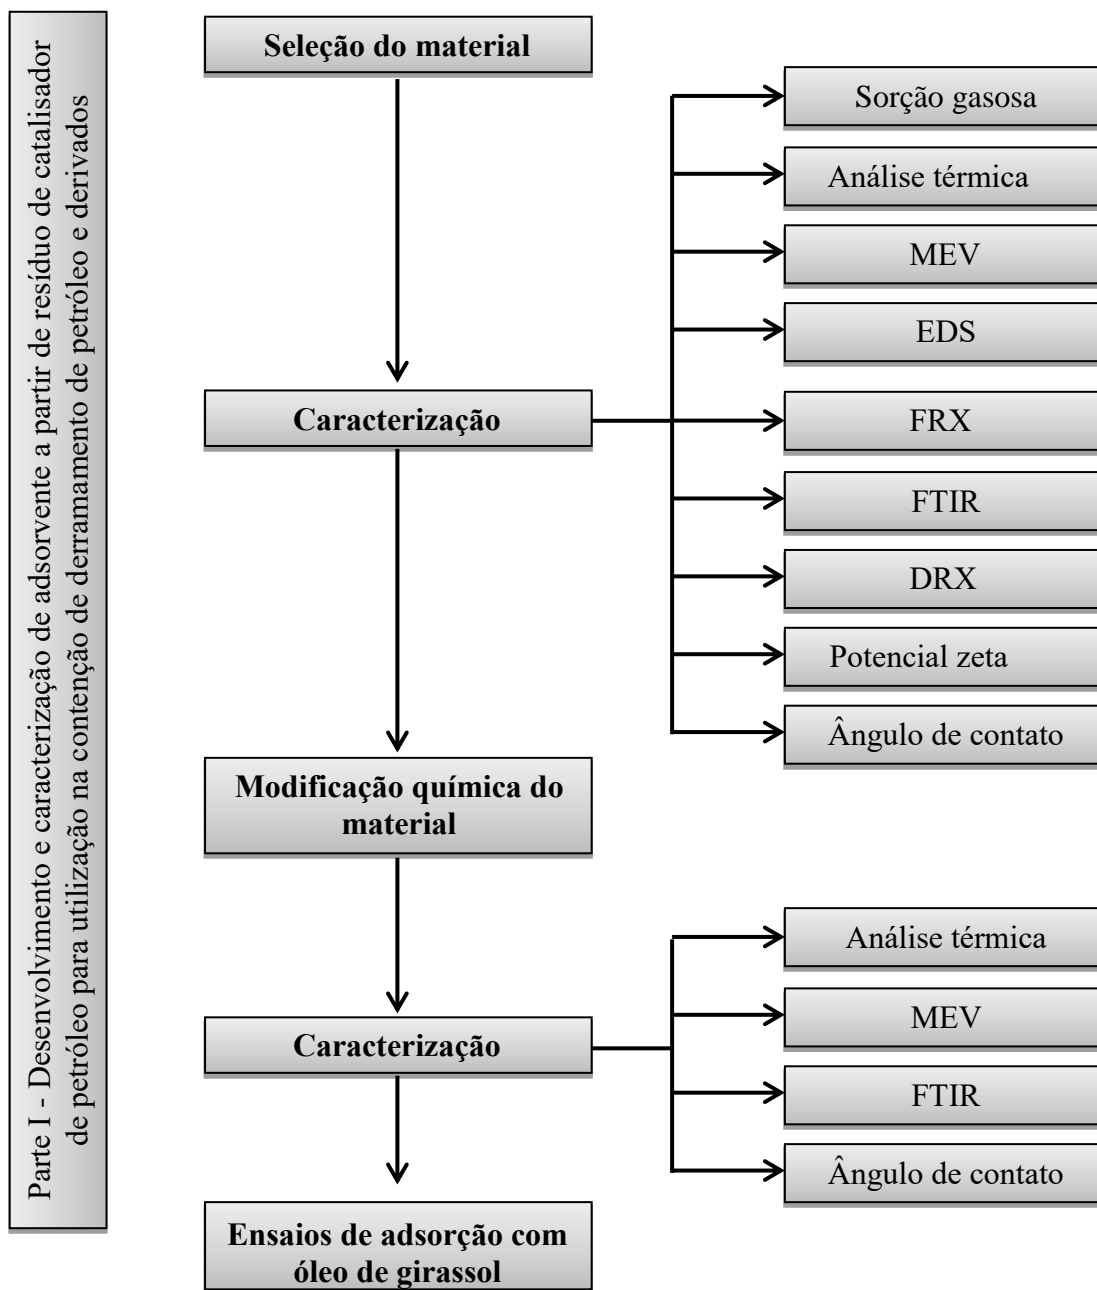 Parte I - Desenvolvimento e caracterização de adsorvente a partir de resíduo de catalisador
de petróleo para utilização na contenção de derramamento de petróleo e derivados
Seleção do material
Caracterização
Sorção gasosa
Análise térmica
MEV
EDS
FRX
FTIR
DRX
Potencial zeta
Ângulo de contato
Modificação química do
material
Caracterização
Análise térmica
MEV
FTIR
Ângulo de contato
Ensaios de adsorção com
óleo de girassol